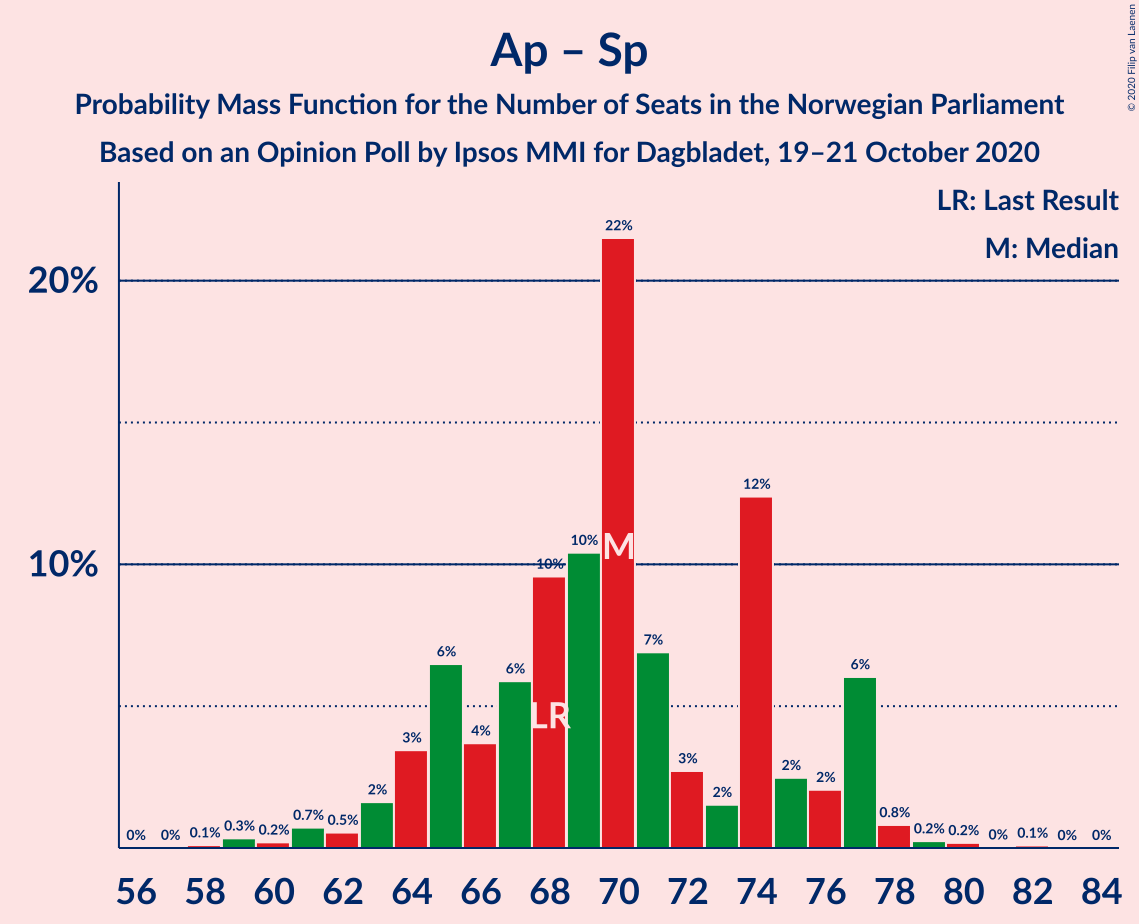 Ap – Sp
Probability Mass Function for the Number of Seats in the Norwegian Parliament
Based on an Opinion Poll by Ipsos MMI for Dagbladet, 19–21 October 2020
© 2020 Filip van Laenen
LR: Last Result
M: Median
20%
10%
0% 0% 0.1% 0.3% 0.2% 0.7% 0.5% 2% 3% 6% 4% 6% 10% 10% 22% 7% 3% 2% 12% 2% 2% 6% 0.8% 0.2% 0.2% 0% 0.1% 0% 0%
LR
M
56 58 60 62 64 66 68 70 72 74 76 78 80 82 84